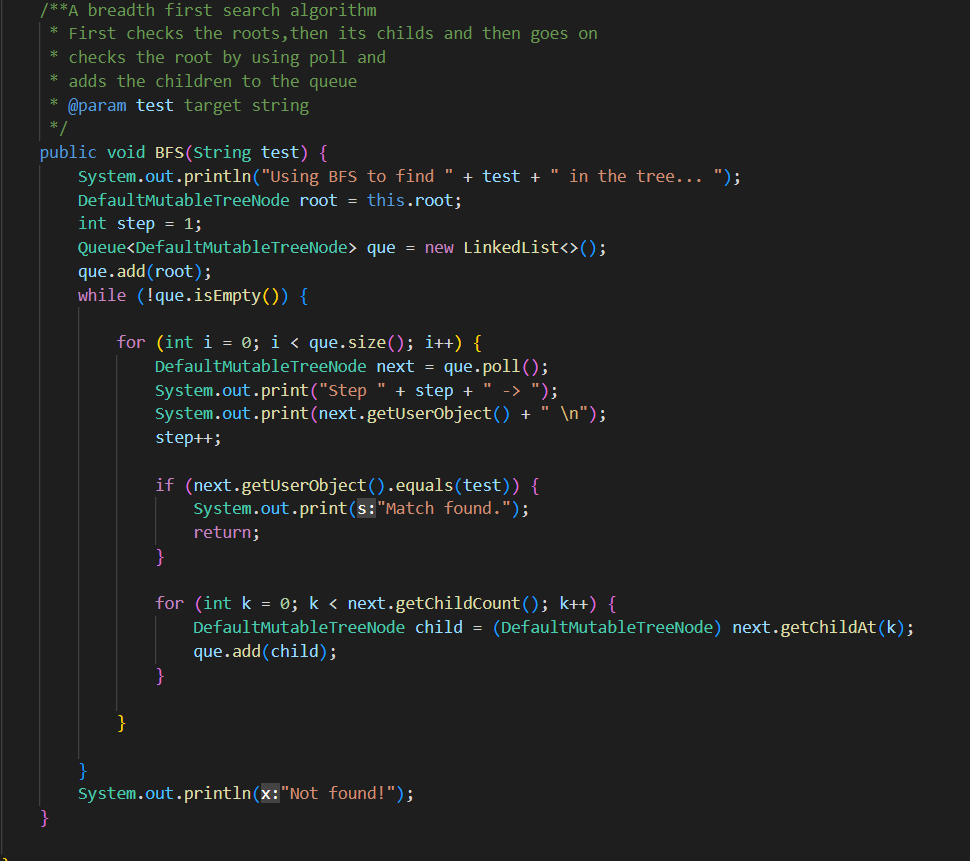 /**A breadth first search algorithm
* First checks the roots,then its childs and then goes on
* checks the root by using poll and
* adds the children to the queue
* @param test target string
*/
public void BFS(String test) {
System.out.println("Using BFS to find " + test + " in the tree... ");
DefaultMutableTreeNode root = this.root;
int step = 1;
Queue<DefaultMutableTreeNode> que = new LinkedList<>();
que.add(root);
while (!que.isEmpty()) {
for (int i = 0; i < que.size(); i++) {
DefaultMutableTreeNode next = que.poll();
System.out.print("Step " + step + " -> ");
System.out.print(next.getUserObject() + " \n");
step++;
if (next.getUserObject().equals(test)) {
System.out.print(s:"Match found.");
return;
}
for (int k = 0; k < next.getChildCount(); k++) {
DefaultMutableTreeNode child = (DefaultMutableTreeNode) next.getChildAt(k);
que.add(child);
}
}
}
System.out.println(x:"Not found!");
}